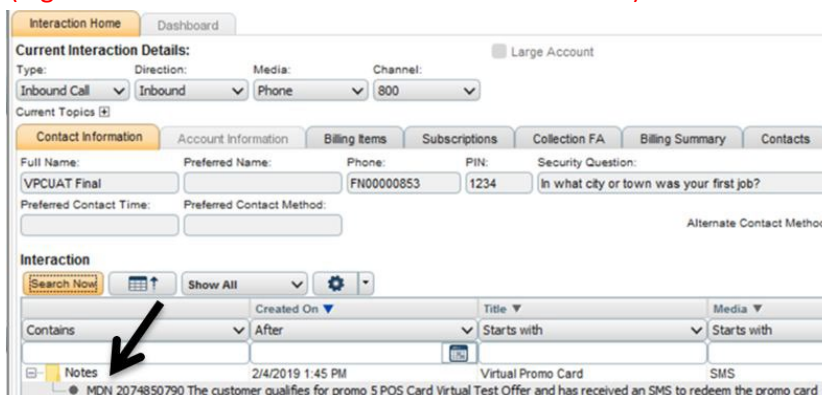 Interaction Home Dashboard
Current Interaction Details: Large Account
Type: Direction: Media: Channel:
Inbound Call Inbound Phone 800
Current Topics
Contact Information Account Information Billing Items Subscriptions Collection FA Billing Summary Contacts
Full Name: Preferred Name: Phone: PIN: Security Question:
VPCUAT Final FN00000853 1234 In what city or town was your first job?
Preferred Contact Time: Preferred Contact Method:
Alternate Contact Method
Interaction
Search Now Show All
Created On Title Media
Contains After Starts with Starts with
Notes 2/4/2019 1:45 PM Virtual Promo Card SMS
MDN 2074850790 The customer qualifies for promo 5 POS Card Virtual Test Offer and has received an SMS to redeem the promo card